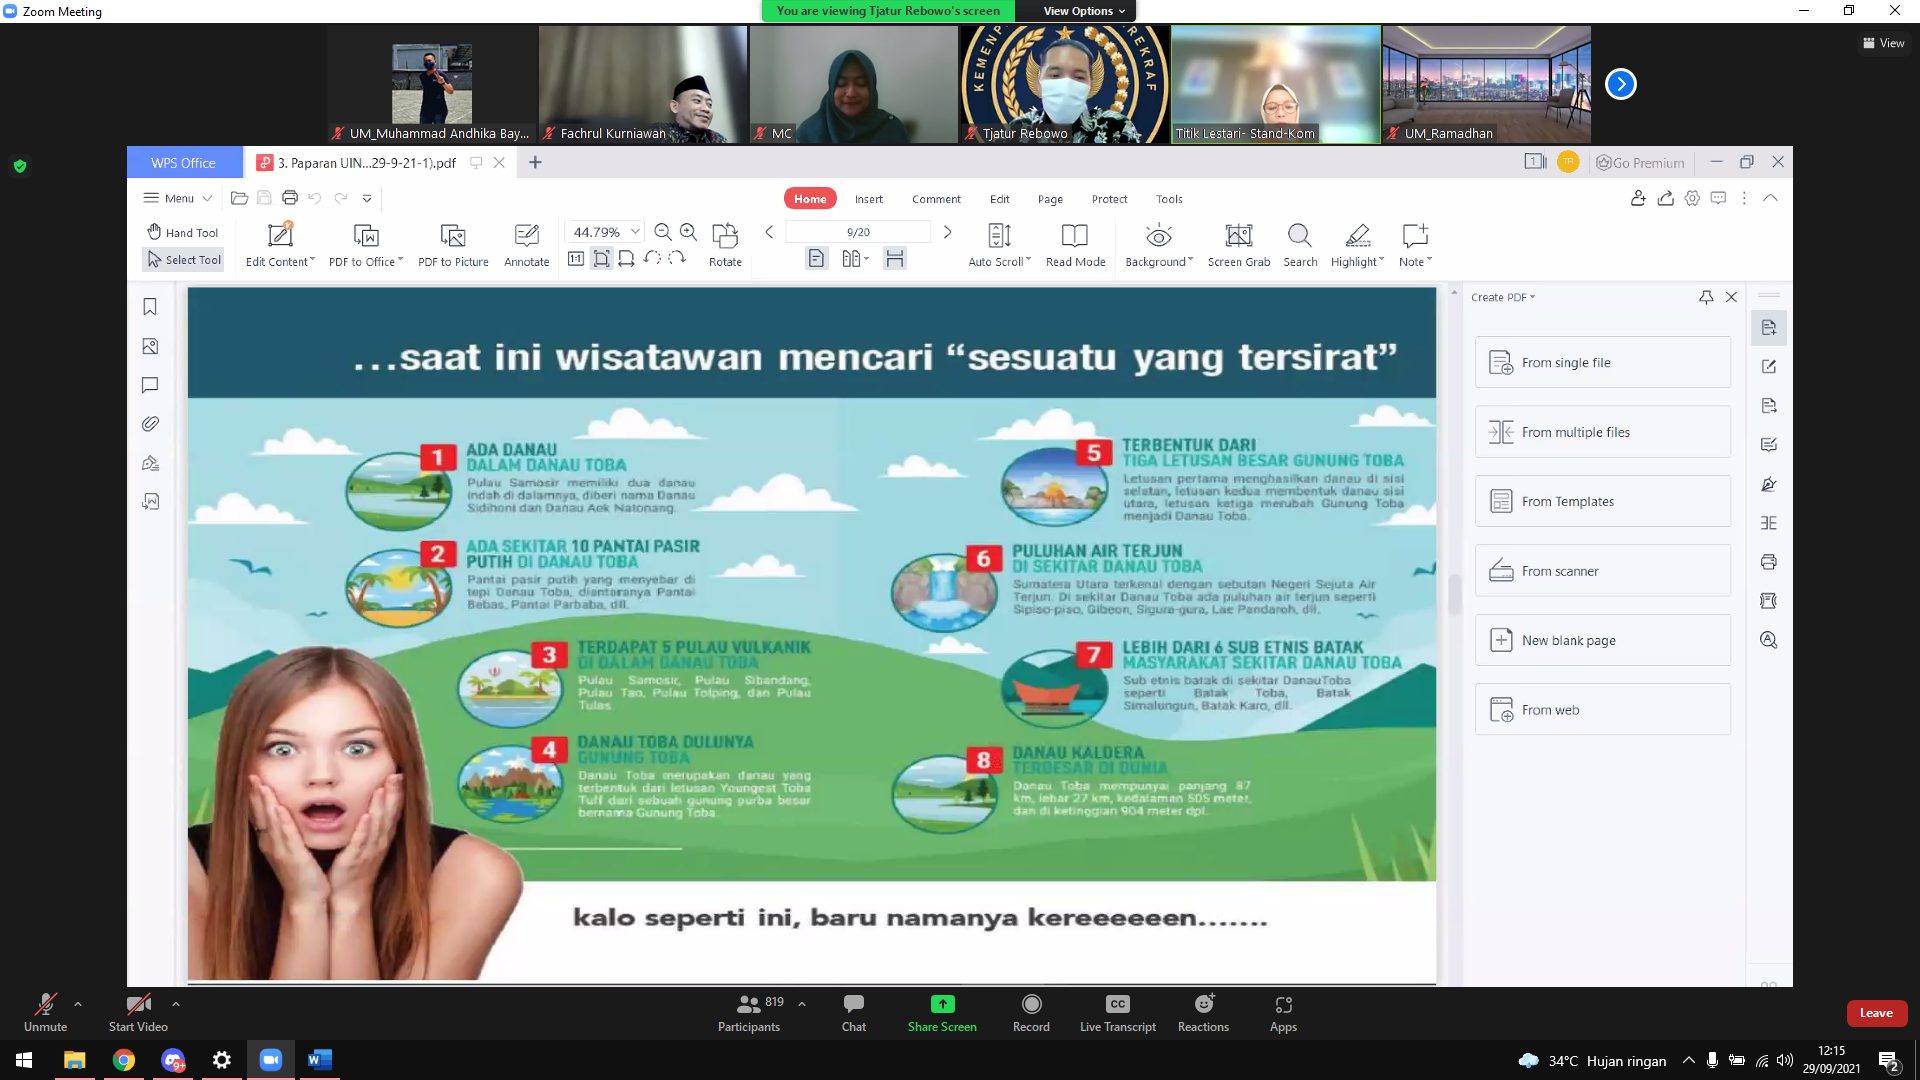 Zoom Meeting
You are viewing Tjatur Rebowo's screen
View Options
View
KEMENP
REKRAF
UM_Muhammad Andhika Bay...
Fachrul Kurniawan
MC
Tjatur Rebowo
Titik Lestari- Stand-Kom
UM_Ramadhan
WPS Office
3. Paparan UIN...29-9-21-1).pdf
1
TR
Go Premium
Menu
Home
Insert
Comment
Edit
Page
Protect
Tools
Hand Tool
Select Tool
Edit Content
PDF to Office
PDF to Picture
Annotate
44.79%
1:1
Rotate
9/20
Auto Scroll
Read Mode
Background
Screen Grab
Search
Highlight
Note
...saat ini wisatawan mencari “sesuatu yang tersirat”
1
ADA DANAU
DALAM DANAU TOBA
Pulau Samosir memiliki dua danau
indah di dalamnya, diberi nama Danau
Sidihoni dan Danau Aek Natonang.
2
ADA SEKITAR 10 PANTAI PASIR
PUTIH DI DANAU TOBA
Pantai pasir putih yang menyebar di
tepi Danau Toba, diantaranya Pantai
Bebas, Pantai Parbaba, dll.
3
TERDAPAT 5 PULAU VULKANIK
DI DALAM DANAU TOBA
Pulau Samosir, Pulau Sibandang,
Pulau Tao, Pulau Tolping, dan Pulau
Tulas.
4
DANAU TOBA DULUNYA
GUNUNG TOBA
Danau Toba merupakan danau yang
terbentuk dari letusan Youngest Toba
Tuff dari sebuah gunung purba besar
bernama Gunung Toba.
5
TERBENTUK DARI
TIGA LETUSAN BESAR GUNUNG TOBA
Letusan pertama menghasilkan danau di sisi
selatan, letusan kedua membentuk danau sisi
utara, letusan ketiga merubah Gunung Toba
menjadi Danau Toba.
6
PULUHAN AIR TERJUN
DI SEKITAR DANAU TOBA
Sumatera Utara terkenal dengan sebutan Negeri Sejuta Air
Terjun. Di sekitar Danau Toba ada puluhan air terjun seperti
Sipiso-piso, Gibeon, Sigura-gura, Lae Pandaroh, dll.
7
LEBIH DARI 6 SUB ETNIS BATAK
MASYARAKAT SEKITAR DANAU TOBA
Sub etnis batak di sekitar DanauToba
seperti Batak Toba, Batak
Simalungun, Batak Karo, dll.
8
DANAU KALDERA
TERBESAR DI DUNIA
Danau Toba mempunyai panjang 87
km, lebar 27 km, kedalaman 505 meter,
dan di ketinggian 904 meter dpl.
kalo seperti ini, baru namanya kereeeeeen.......
Create PDF
From single file
From multiple files
From Templates
From scanner
New blank page
From web
Unmute
Start Video
819
Participants
Chat
Share Screen
Record
CC
Live Transcript
Reactions
Apps
Leave
9+
34°C Hujan ringan
12:15
29/09/2021
2